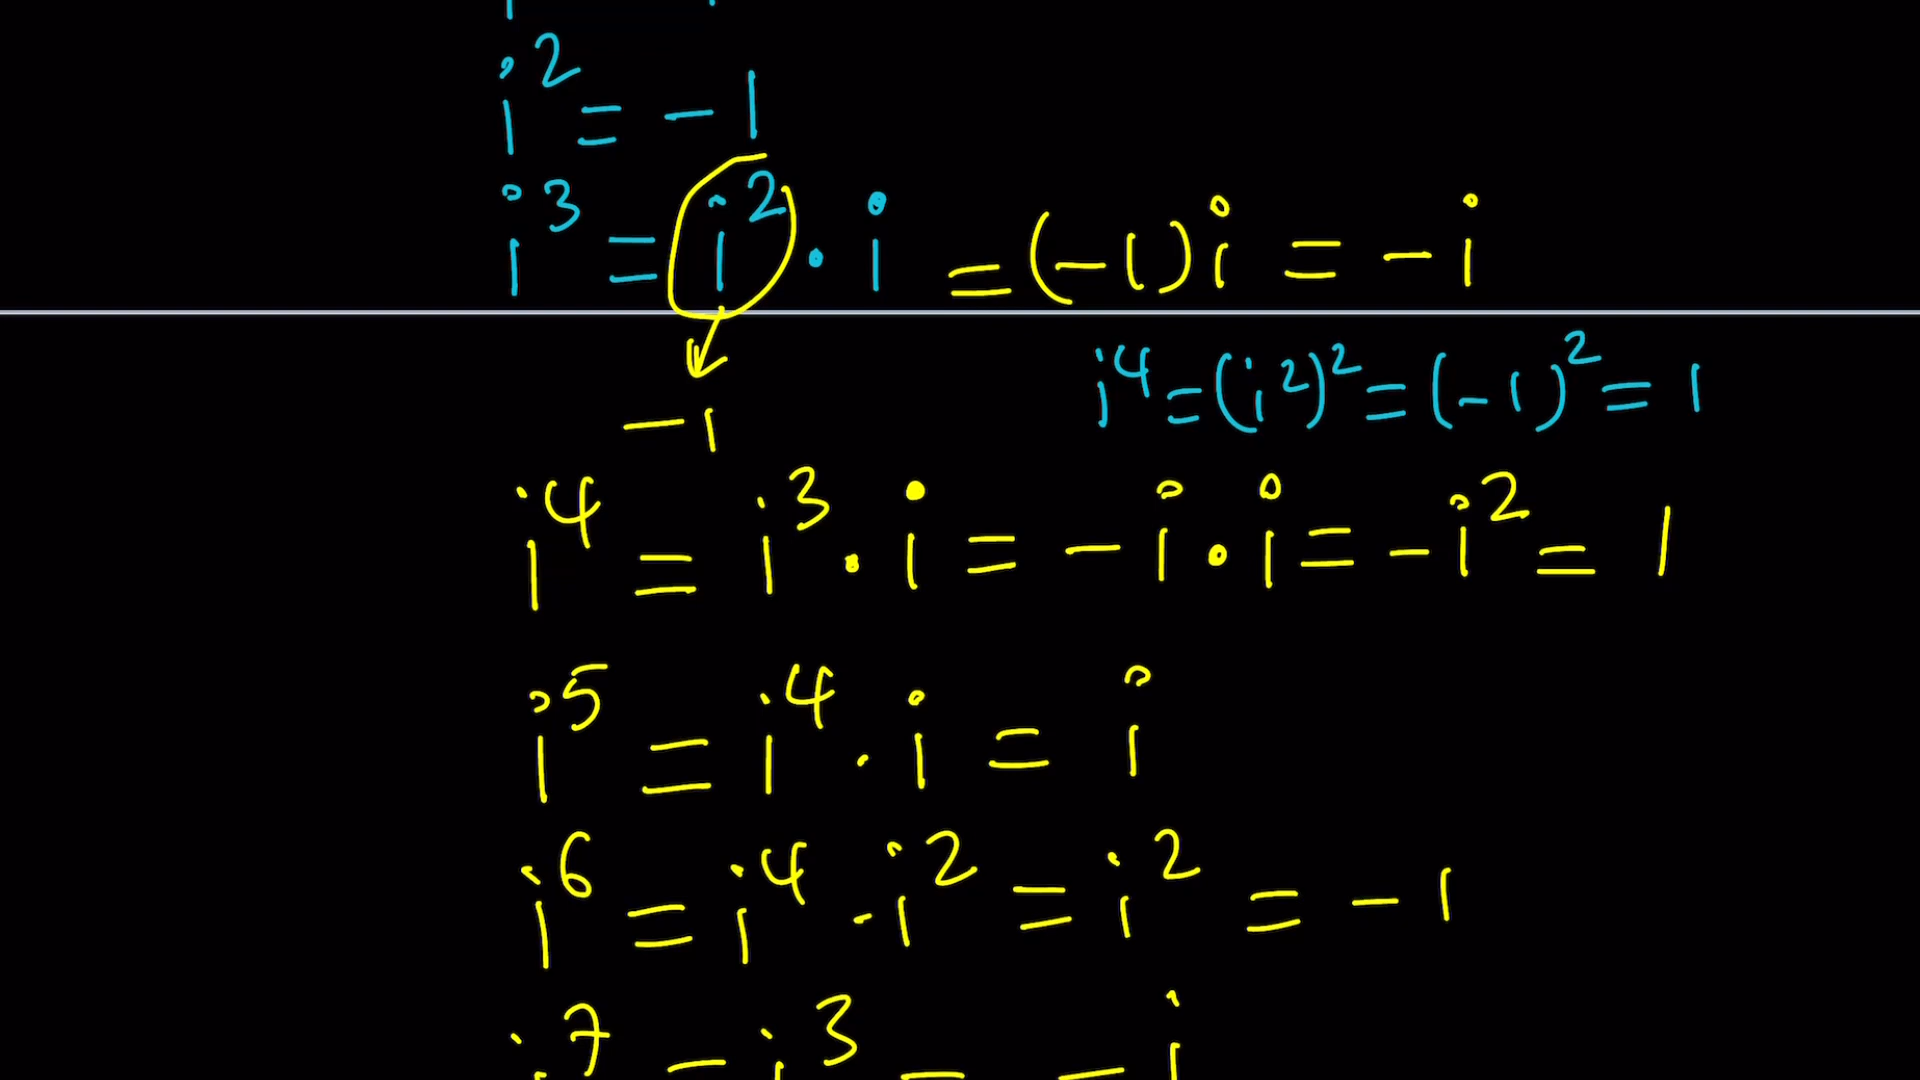 i² = -1
i³ = i² · i = (-1)i = -i
-1
i⁴ = (i²)² = (-1)² = 1
i⁴ = i³ · i = -i · i = -i² = 1
i⁵ = i⁴ · i = i
i⁶ = i⁴ · i² = i² = -1
i⁷ = i³ = -i